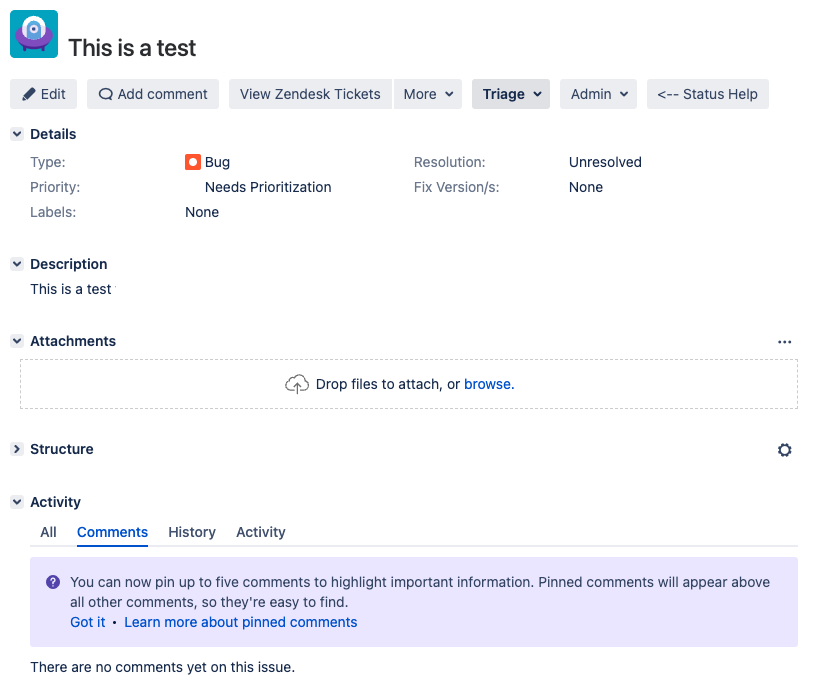 This is a test
Edit Add comment View Zendesk Tickets More Triage Admin <-- Status Help
Details
Type: Bug Resolution: Unresolved
Priority: Needs Prioritization Fix Version/s: None
Labels: None
Description
This is a test
Attachments
Drop files to attach, or browse.
Structure
Activity
All Comments History Activity
You can now pin up to five comments to highlight important information. Pinned comments will appear above
all other comments, so they're easy to find.
Got it • Learn more about pinned comments
There are no comments yet on this issue.